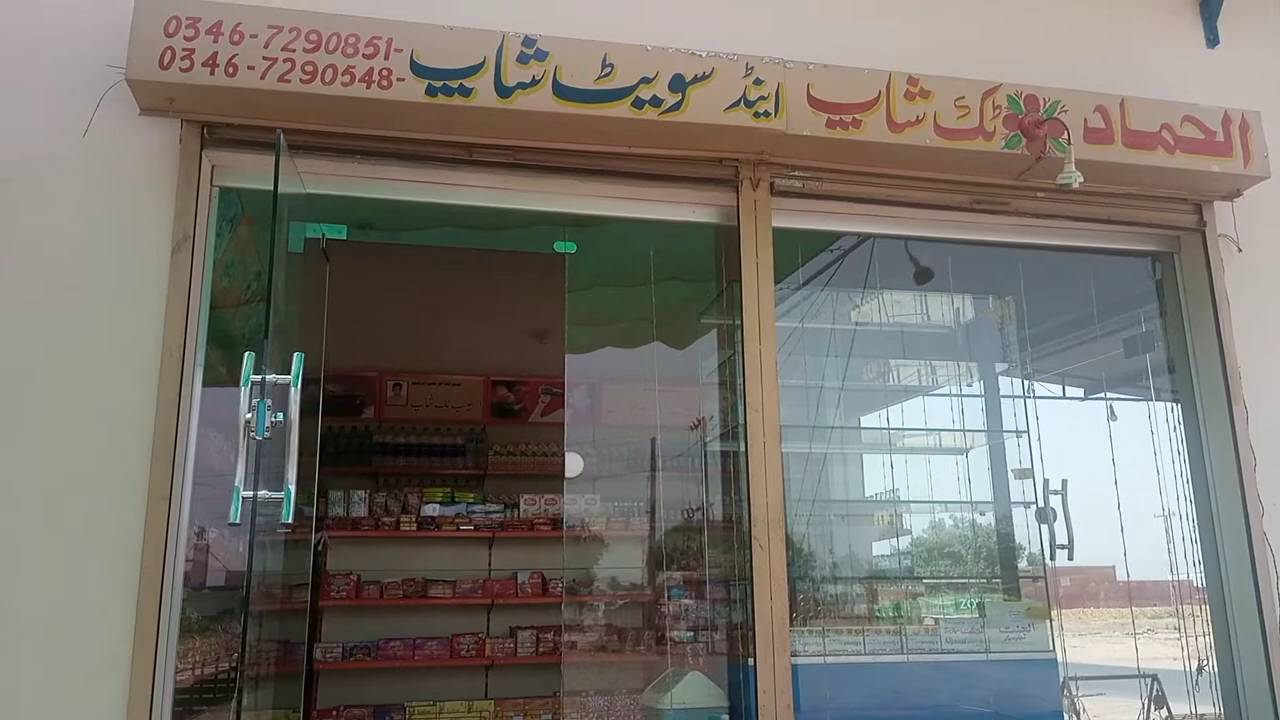 الحماد ٹک شاپ اینڈ سویٹ شاپ
0346-7290851-
0346-7290548-